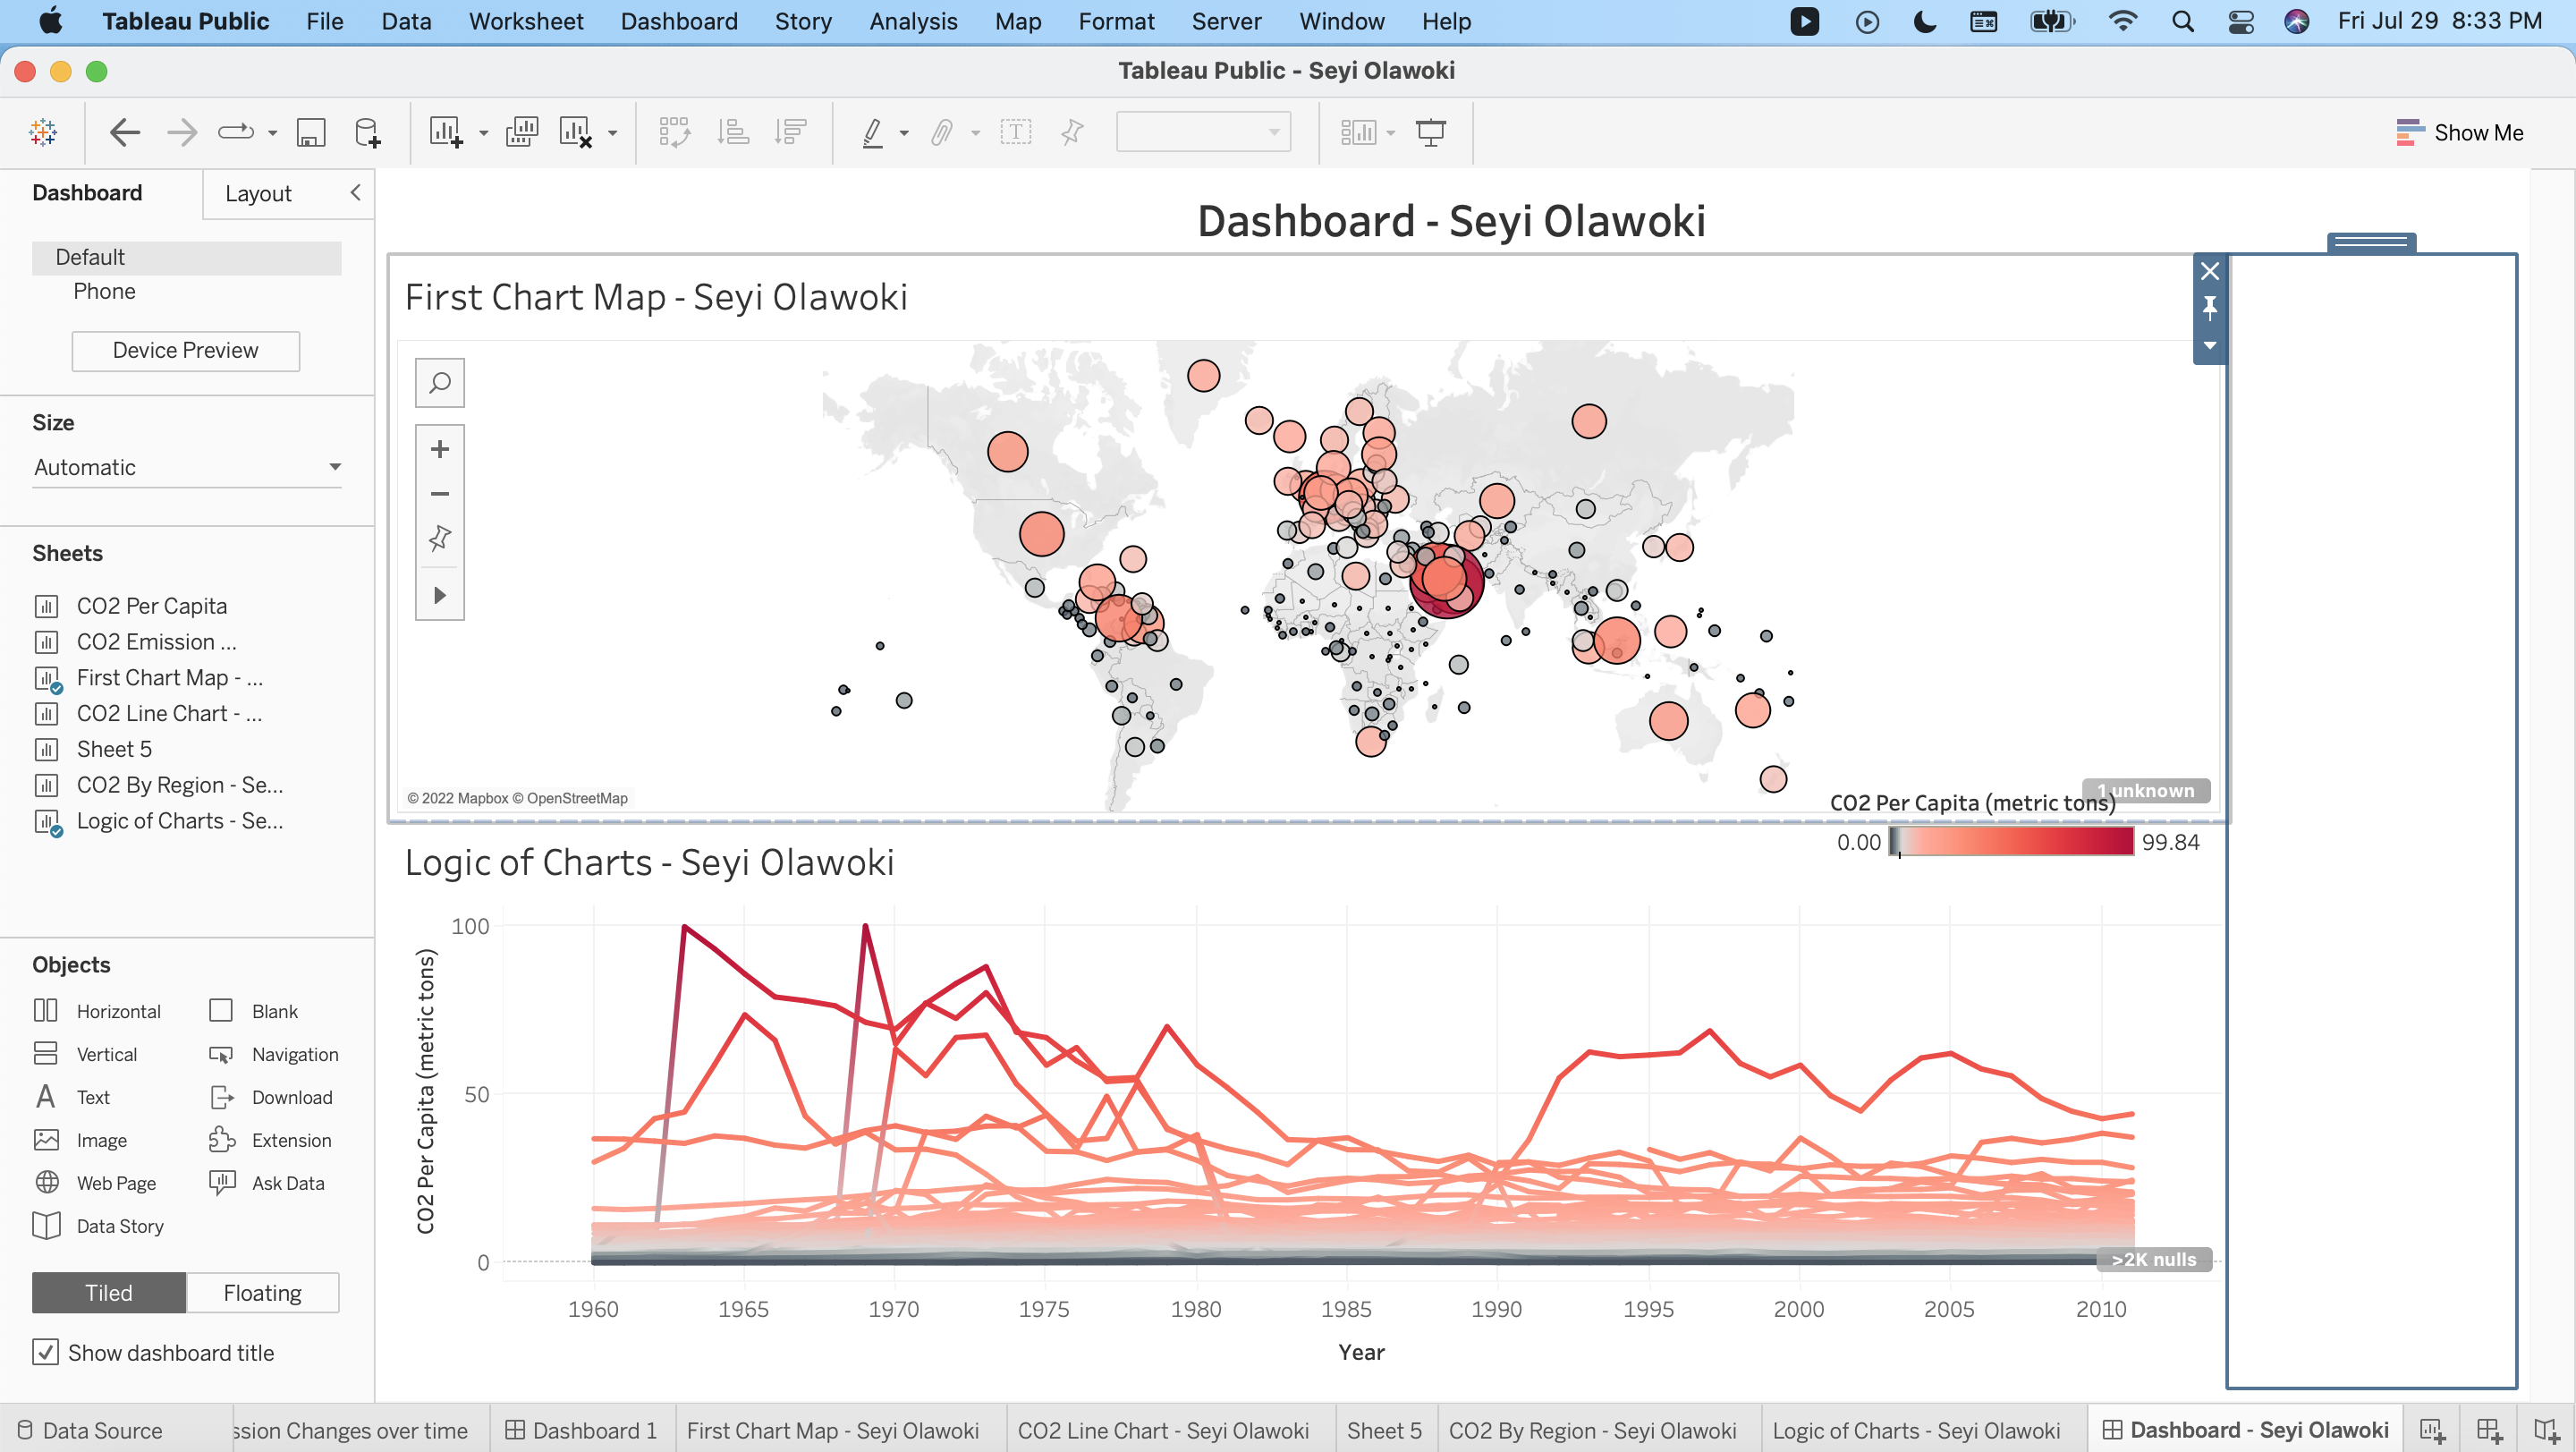 Tableau Public File Data Worksheet Dashboard Story Analysis Map Format Server Window Help Fri Jul 29 8:33 PM
Tableau Public - Seyi Olawoki
Show Me
Dashboard Layout
Default
Phone
Device Preview
Size
Automatic
Sheets
CO2 Per Capita
CO2 Emission ...
First Chart Map - ...
CO2 Line Chart - ...
Sheet 5
CO2 By Region - Se...
Logic of Charts - Se...
Objects
Horizontal Blank
Vertical Navigation
Text Download
Image Extension
Web Page Ask Data
Data Story
Tiled Floating
Show dashboard title
Dashboard - Seyi Olawoki
First Chart Map - Seyi Olawoki
© 2022 Mapbox © OpenStreetMap
1 unknown
CO2 Per Capita (metric tons)
0.00 99.84
Logic of Charts - Seyi Olawoki
CO2 Per Capita (metric tons)
100
50
0
>2K nulls
1960 1965 1970 1975 1980 1985 1990 1995 2000 2005 2010
Year
Data Source ssion Changes over time Dashboard 1 First Chart Map - Seyi Olawoki CO2 Line Chart - Seyi Olawoki Sheet 5 CO2 By Region - Seyi Olawoki Logic of Charts - Seyi Olawoki Dashboard - Seyi Olawoki